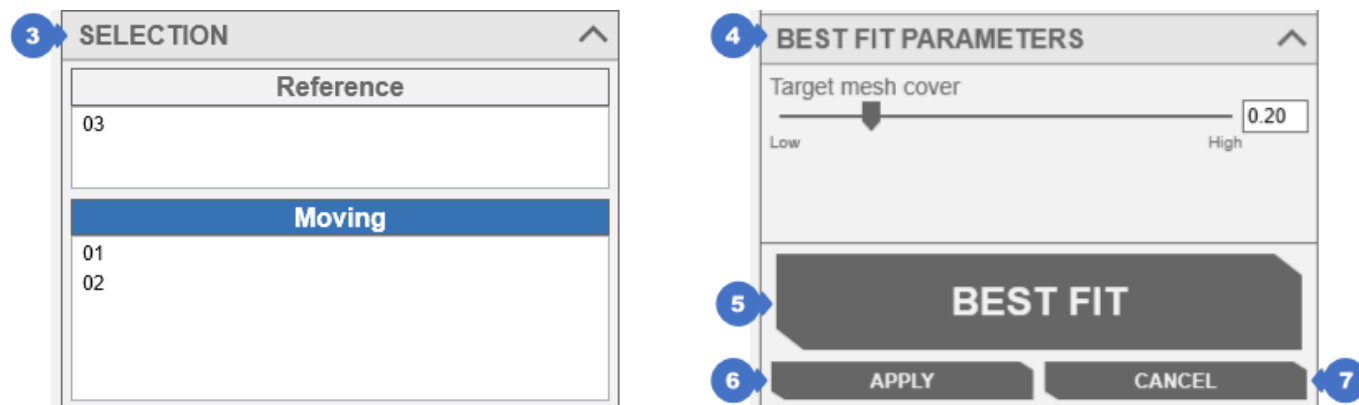 3
SELECTION
Reference
03
Moving
01
02
4
BEST FIT PARAMETERS
Target mesh cover
0.20
Low High
5
BEST FIT
6
APPLY
CANCEL
7